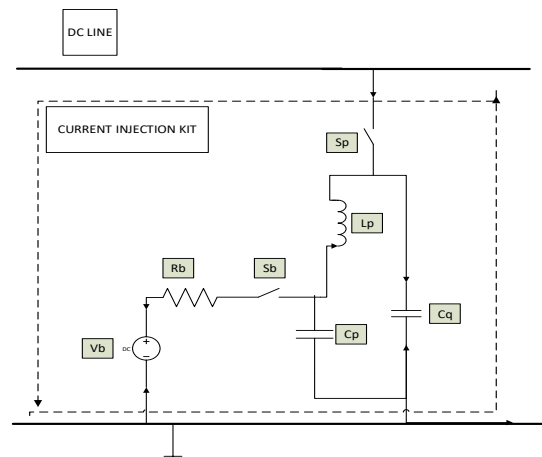 DC LINE
CURRENT INJECTION KIT
Sp
Lp
Rb
Sb
Cq
Cp
Vb
DC